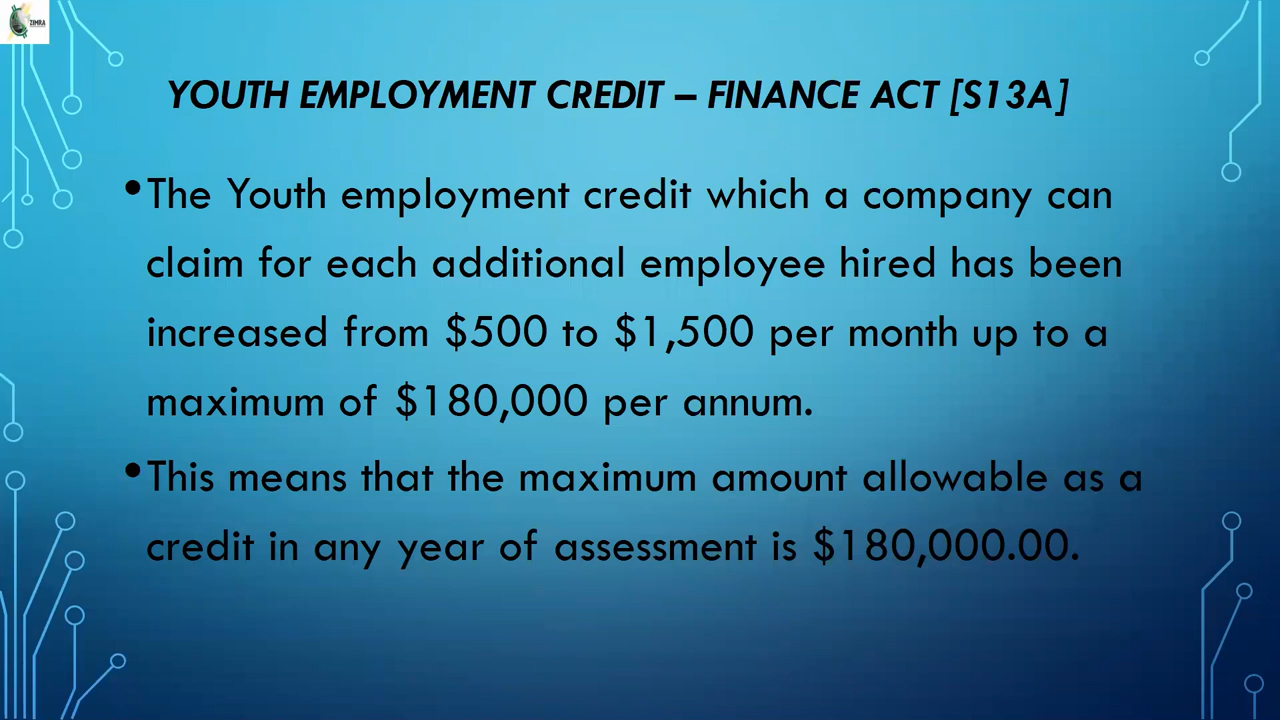 ZIMRA
YOUTH EMPLOYMENT CREDIT – FINANCE ACT [S13A]
•The Youth employment credit which a company can
claim for each additional employee hired has been
increased from $500 to $1,500 per month up to a
maximum of $180,000 per annum.
•This means that the maximum amount allowable as a
credit in any year of assessment is $180,000.00.